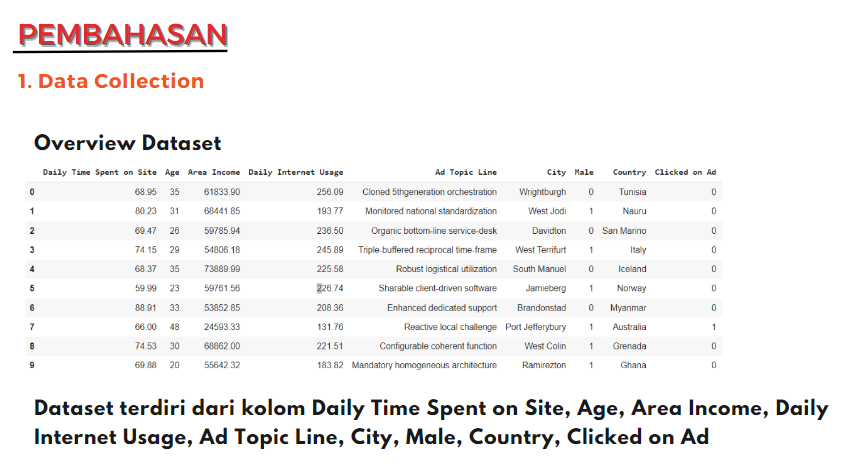 PEMBAHASAN
1. Data Collection
Overview Dataset
Daily Time Spent on Site Age Area Income Daily Internet Usage Ad Topic Line City Male Country Clicked on Ad
0 68.95 35 61833.90 256.09 Cloned 5thgeneration orchestration Wrightburgh 0 Tunisia 0
1 80.23 31 68441.85 193.77 Monitored national standardization West Jodi 1 Nauru 0
2 69.47 26 59785.94 236.50 Organic bottom-line service-desk Davidton 0 San Marino 0
3 74.15 29 54806.18 245.89 Triple-buffered reciprocal time-frame West Terrifurt 1 Italy 0
4 68.37 35 73889.99 225.58 Robust logistical utilization South Manuel 0 Iceland 0
5 59.99 23 59761.56 226.74 Sharable client-driven software Jamieberg 1 Norway 0
6 88.91 33 53852.85 208.36 Enhanced dedicated support Brandonstad 0 Myanmar 0
7 66.00 48 24593.33 131.76 Reactive local challenge Port Jefferybury 1 Australia 1
8 74.53 30 68862.00 221.51 Configurable coherent function West Colin 1 Grenada 0
9 69.88 20 55642.32 183.82 Mandatory homogeneous architecture Ramirezton 1 Ghana 0
Dataset terdiri dari kolom Daily Time Spent on Site, Age, Area Income, Daily
Internet Usage, Ad Topic Line, City, Male, Country, Clicked on Ad